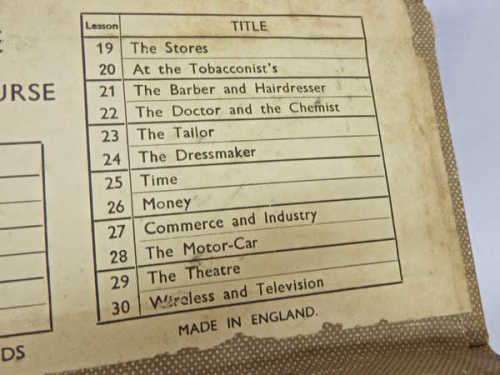 URSE
Lesson TITLE
19 The Stores
20 At the Tobacconist's
21 The Barber and Hairdresser
22 The Doctor and the Chemist
23 The Tailor
24 The Dressmaker
25 Time
26 Money
27 Commerce and Industry
28 The Motor-Car
29 The Theatre
30 Wireless and Television
MADE IN ENGLAND.
DS